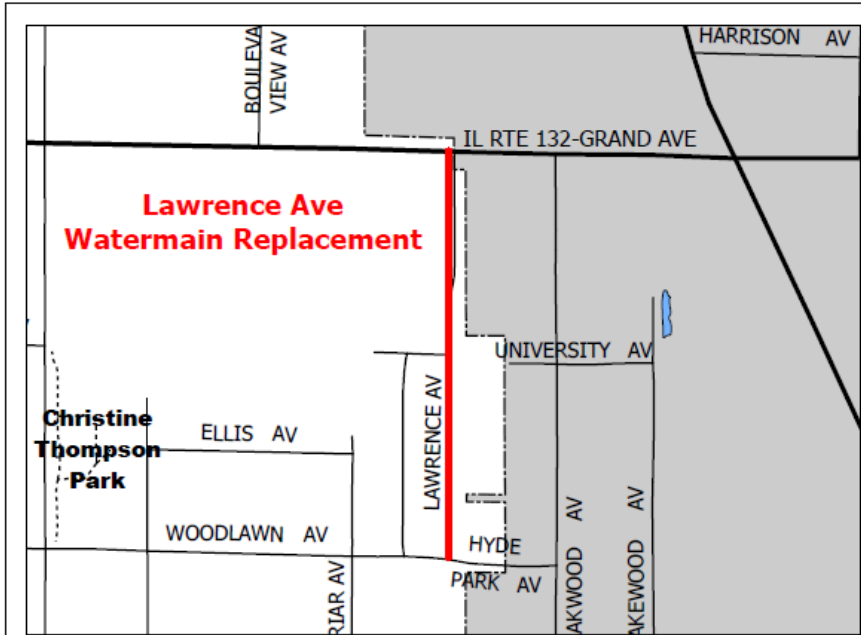 HARRISON AV
BOULEVA
VIEW AV
IL RTE 132-GRAND AVE
Lawrence Ave
Watermain Replacement
UNIVERSITY AV
LAWRENCE AV
Christine
Thompson
Park
ELLIS AV
WOODLAWN AV
HYDE
PARK AV
RIAR AV
AKWOOD AV
AKEWOOD AV